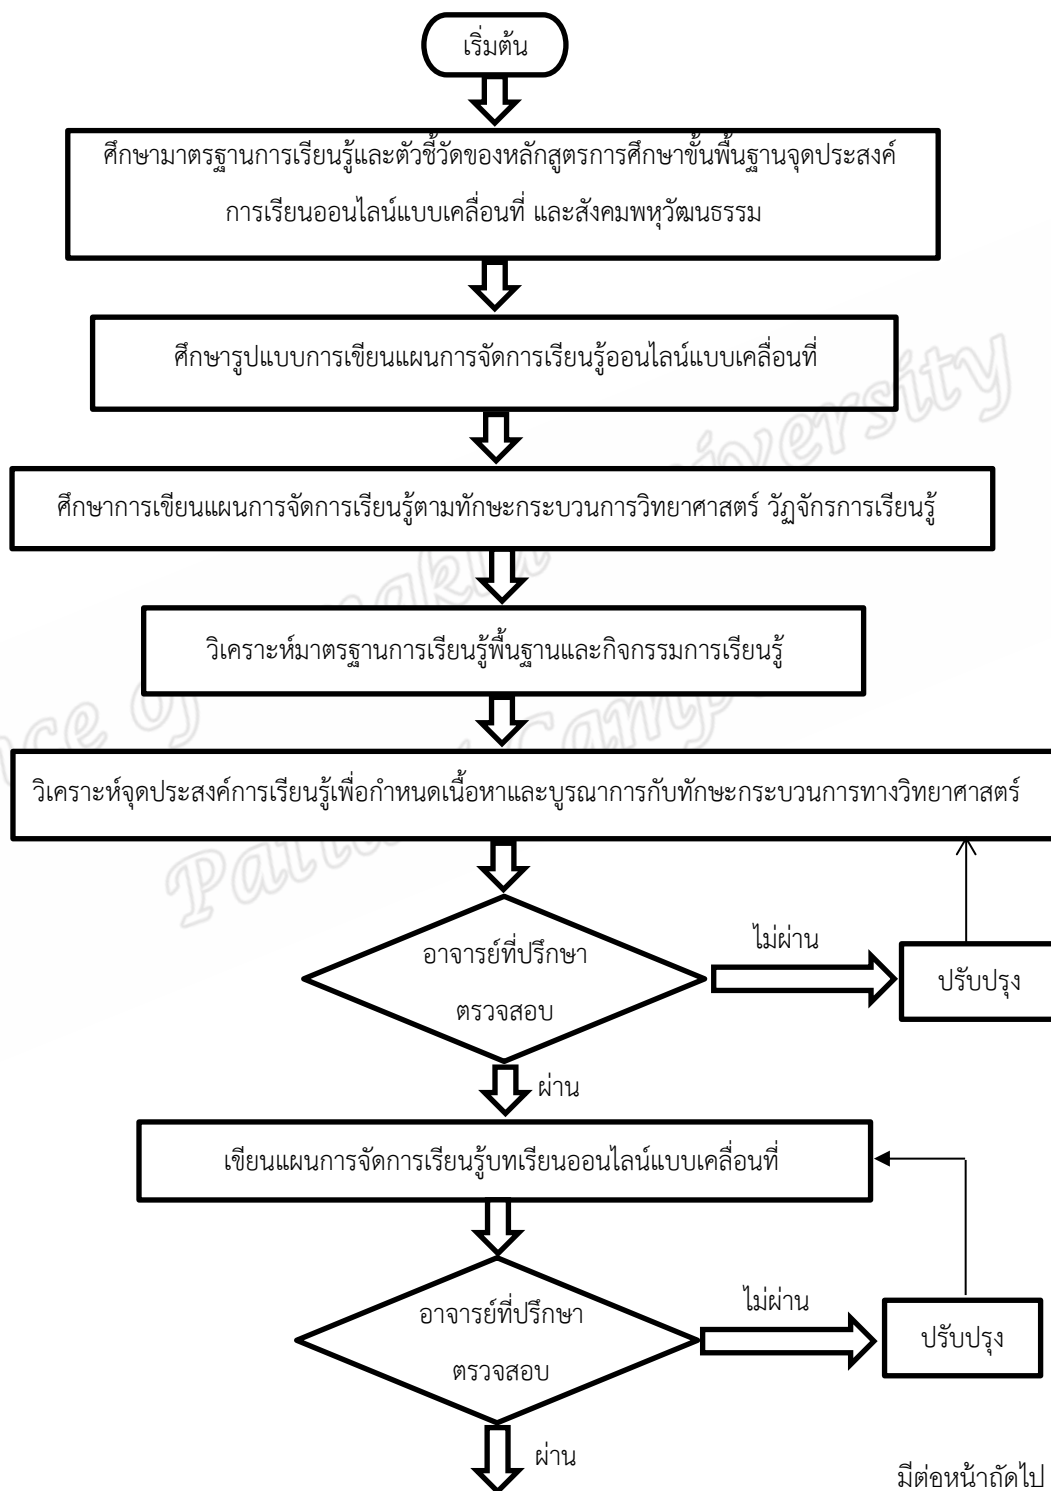 เริ่มต้น
ศึกษามาตรฐานการเรียนรู้และตัวชี้วัดของหลักสูตรการศึกษาขั้นพื้นฐานจุดประสงค์
การเรียนออนไลน์แบบเคลื่อนที่ และสังคมพหุวัฒนธรรม
ศึกษารูปแบบการเขียนแผนการจัดการเรียนรู้ออนไลน์แบบเคลื่อนที่
ศึกษาการเขียนแผนการจัดการเรียนรู้ตามทักษะกระบวนการวิทยาศาสตร์ วัฏจักรการเรียนรู้
วิเคราะห์มาตรฐานการเรียนรู้พื้นฐานและกิจกรรมการเรียนรู้
วิเคราะห์จุดประสงค์การเรียนรู้เพื่อกำหนดเนื้อหาและบูรณาการกับทักษะกระบวนการทางวิทยาศาสตร์
อาจารย์ที่ปรึกษา
ตรวจสอบ
ไม่ผ่าน
ปรับปรุง
ผ่าน
เขียนแผนการจัดการเรียนรู้บทเรียนออนไลน์แบบเคลื่อนที่
อาจารย์ที่ปรึกษา
ตรวจสอบ
ไม่ผ่าน
ปรับปรุง
ผ่าน
มีต่อหน้าถัดไป